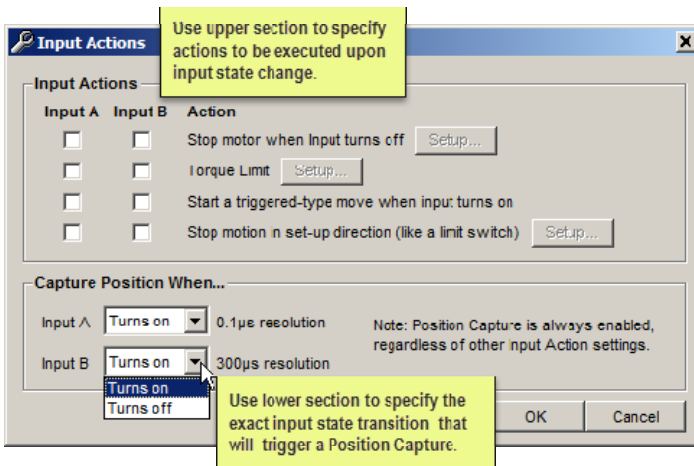 Use upper section to specify
actions to be executed upon
input state change.
Input Actions
Input Actions
Input A Input B Action
Stop motor when Input turns off Setup...
Torque Limit Setup...
Start a triggered-type move when input turns on
Stop motion in set-up direction (like a limit switch) Setup...
Capture Position When...
Input A Turns on 0.1µs resolution
Note: Position Capture is always enabled,
regardless of other Input Action settings.
Input B Turns on 300µs resolution
Turns on
Turns off
Use lower section to specify the
exact input state transition that
will trigger a Position Capture.
OK Cancel